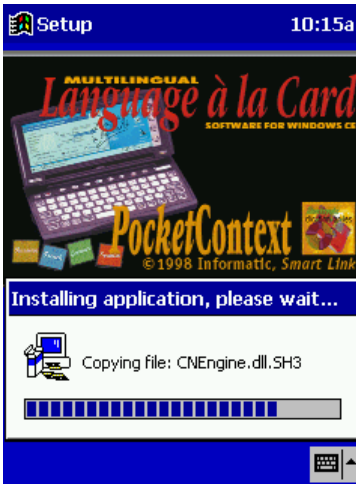 Setup 10:15a
MULTILINGUAL
Language à la Card
SOFTWARE FOR WINDOWS CE
PocketContext
©1998 Informatic, Smart Link
Installing application, please wait...
Copying file: CNEngine.dll.SH3